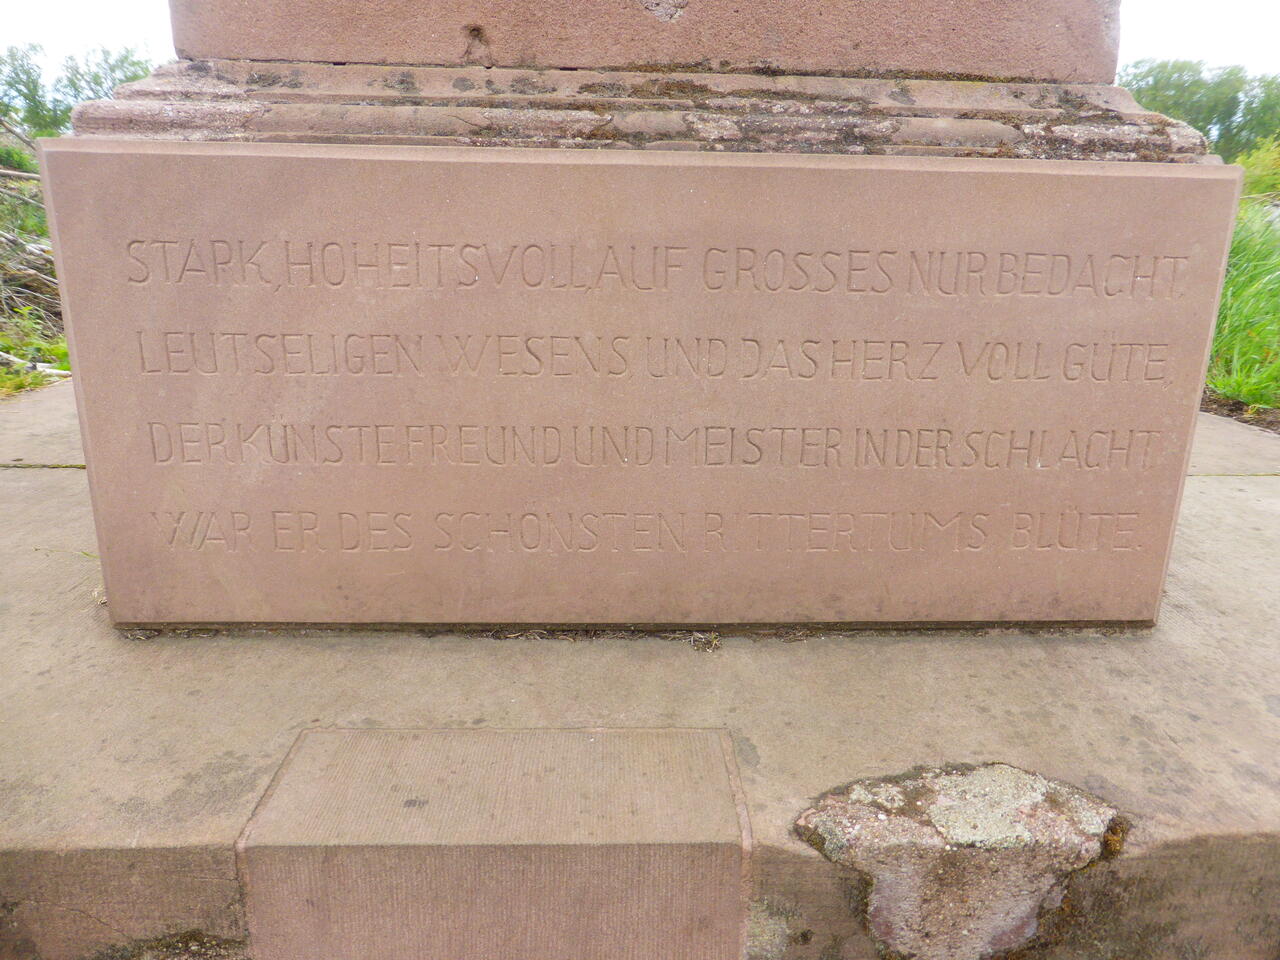 STARK, HOHEITSVOLL, AUF GROSSES NUR BEDACHT,
LEUTSELIGEN WESENS, UND DAS HERZ VOLL GÜTE,
DER KÜNSTE FREUND UND MEISTER IN DER SCHLACHT
WAR ER DES SCHÖNSTEN RITTERTUMS BLÜTE.